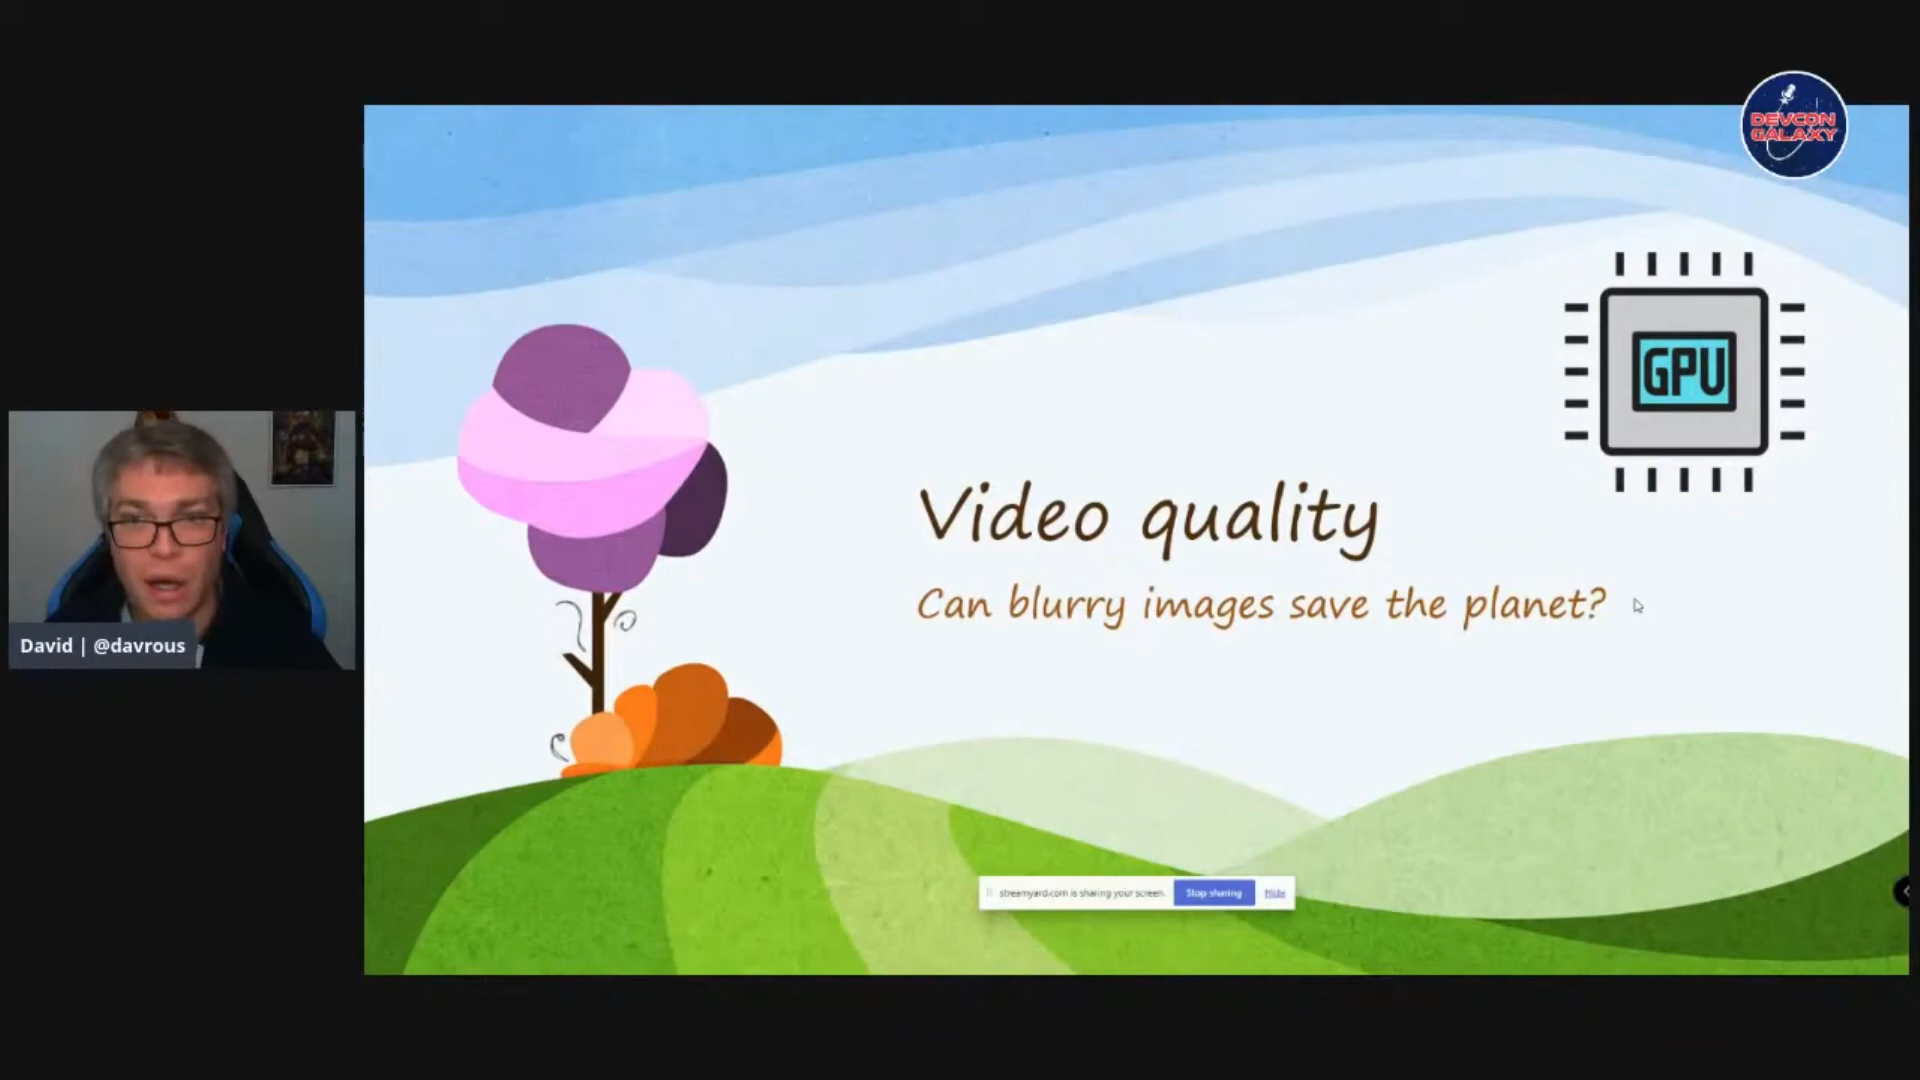 DEVCON
GALAXY
GPU
Video quality
Can blurry images save the planet?
David | @davrous
streamyard.com is sharing your screen.
Stop sharing
Hide